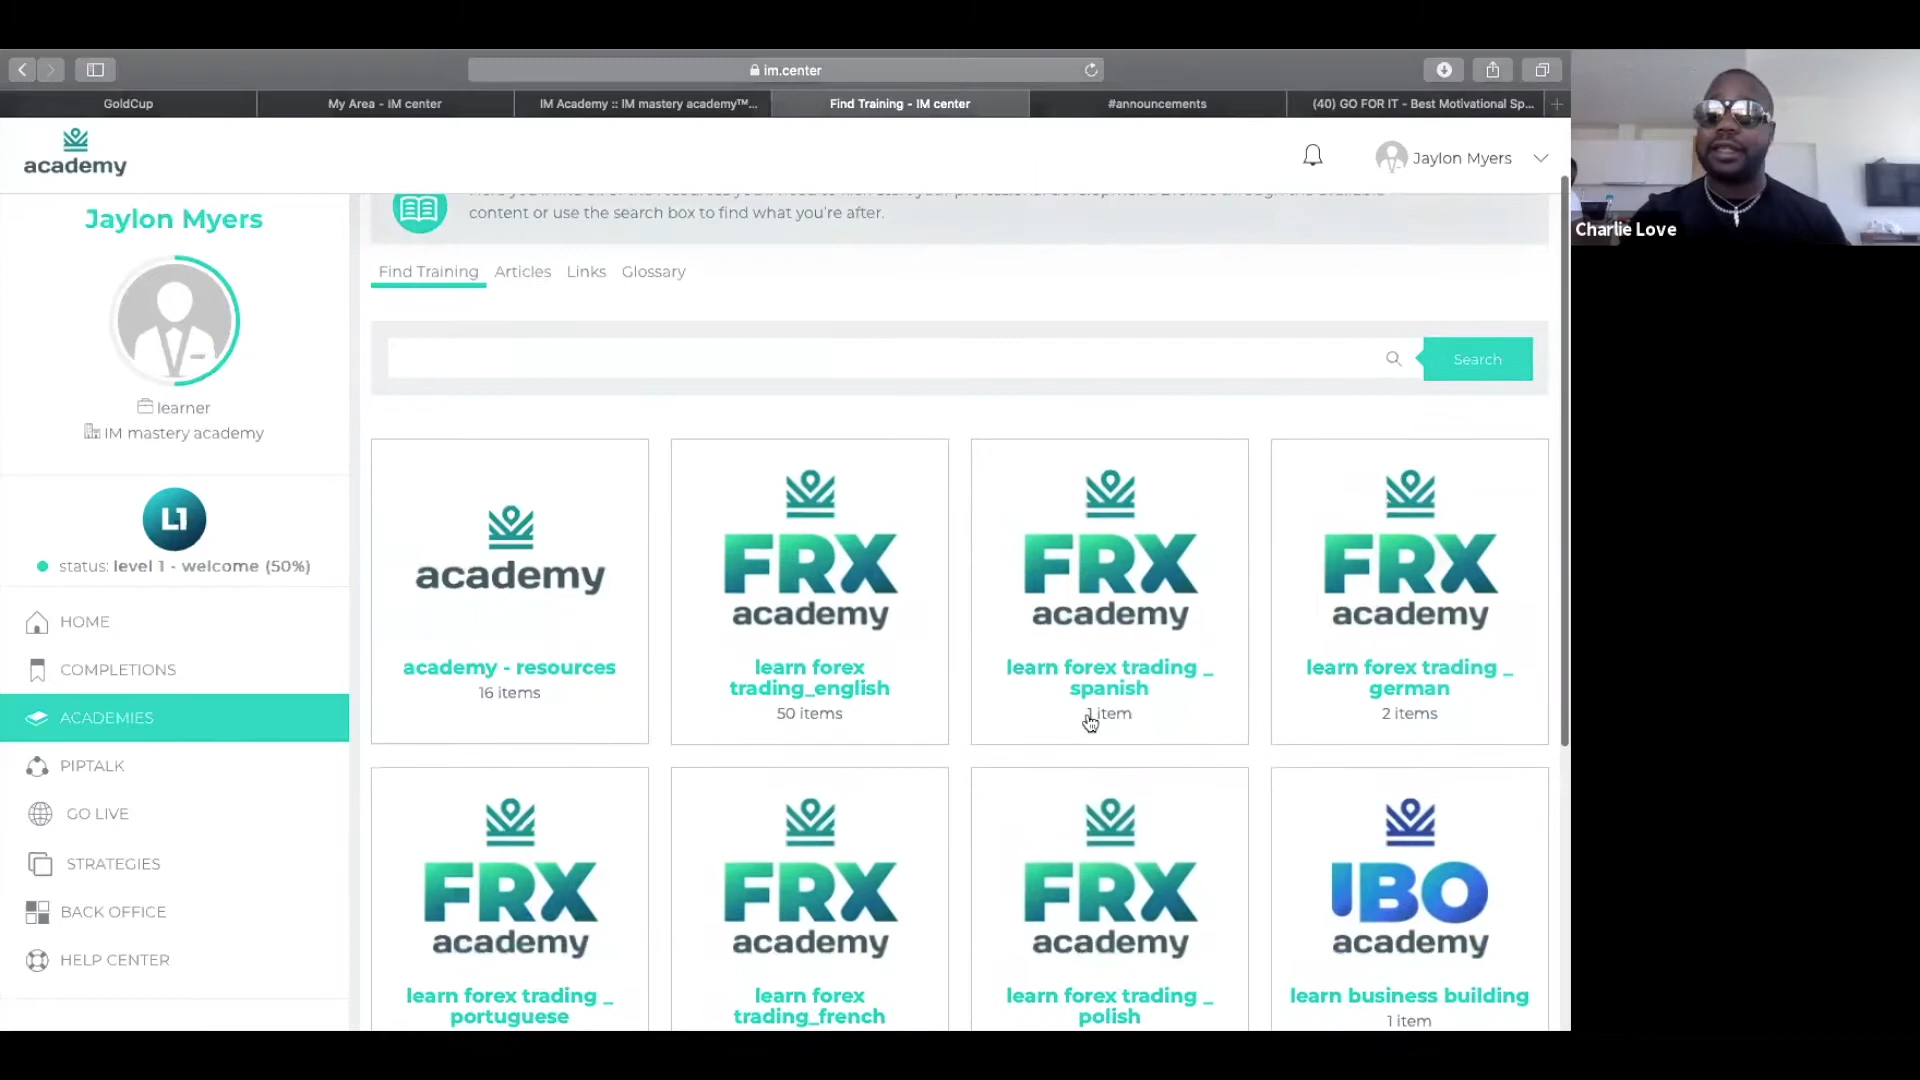 im.center
GoldCup
My Area - iM center
IM Academy :: IM mastery academy™...
Find Training - iM center
#announcements
(40) GO FOR IT - Best Motivational Sp...
academy
Jaylon Myers
Charlie Love
Jaylon Myers
learner
IM mastery academy
L1
status: level 1 - welcome (50%)
HOME
COMPLETIONS
ACADEMIES
PIPTALK
GO LIVE
STRATEGIES
BACK OFFICE
HELP CENTER
content or use the search box to find what you're after.
Find Training Articles Links Glossary
Search
academy
academy - resources
16 items
FRX
academy
learn forex
trading_english
50 items
FRX
academy
learn forex trading _
spanish
1 item
FRX
academy
learn forex trading _
german
2 items
FRX
academy
learn forex trading _
portuguese
FRX
academy
learn forex
trading_french
FRX
academy
learn forex trading _
polish
IBO
academy
learn business building
1 item